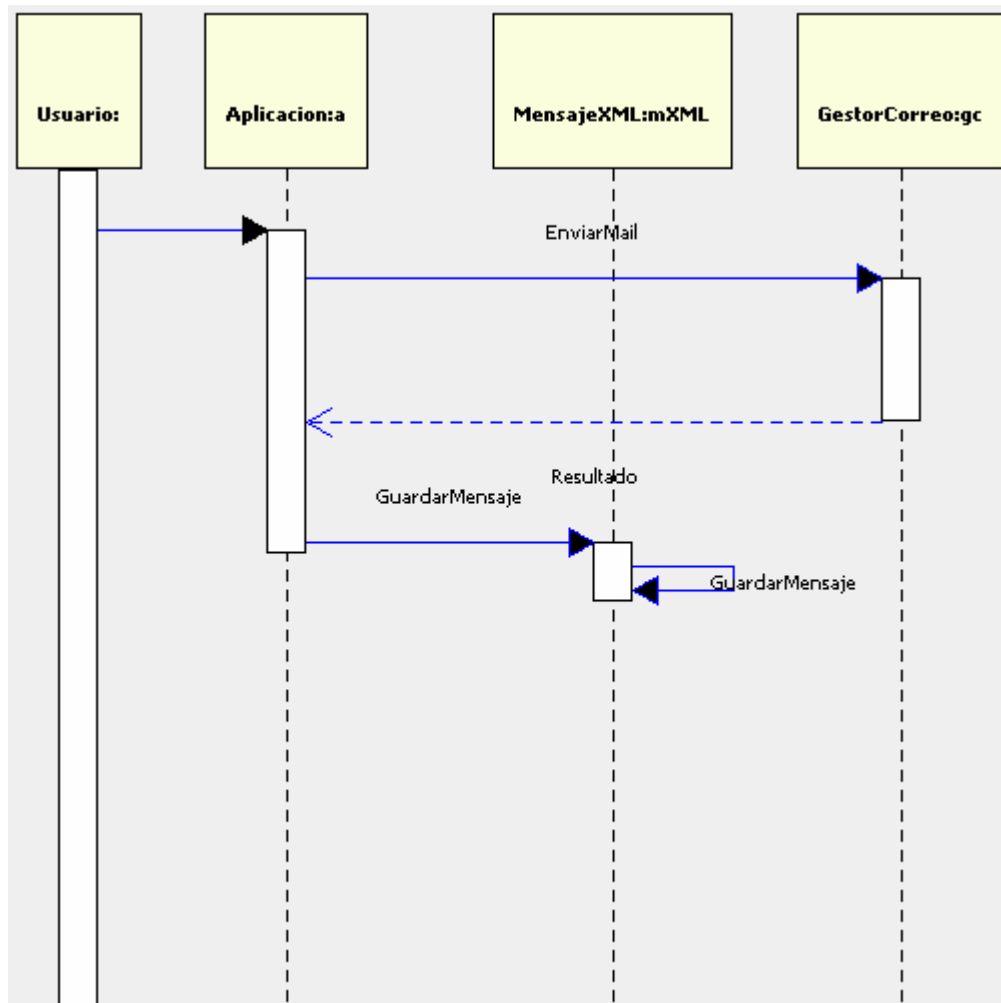 Usuario:
Aplicacion:a
MensajeXML:mXML
GestorCorreo:gc
EnviarMail
Resultado
GuardarMensaje
GuardarMensaje